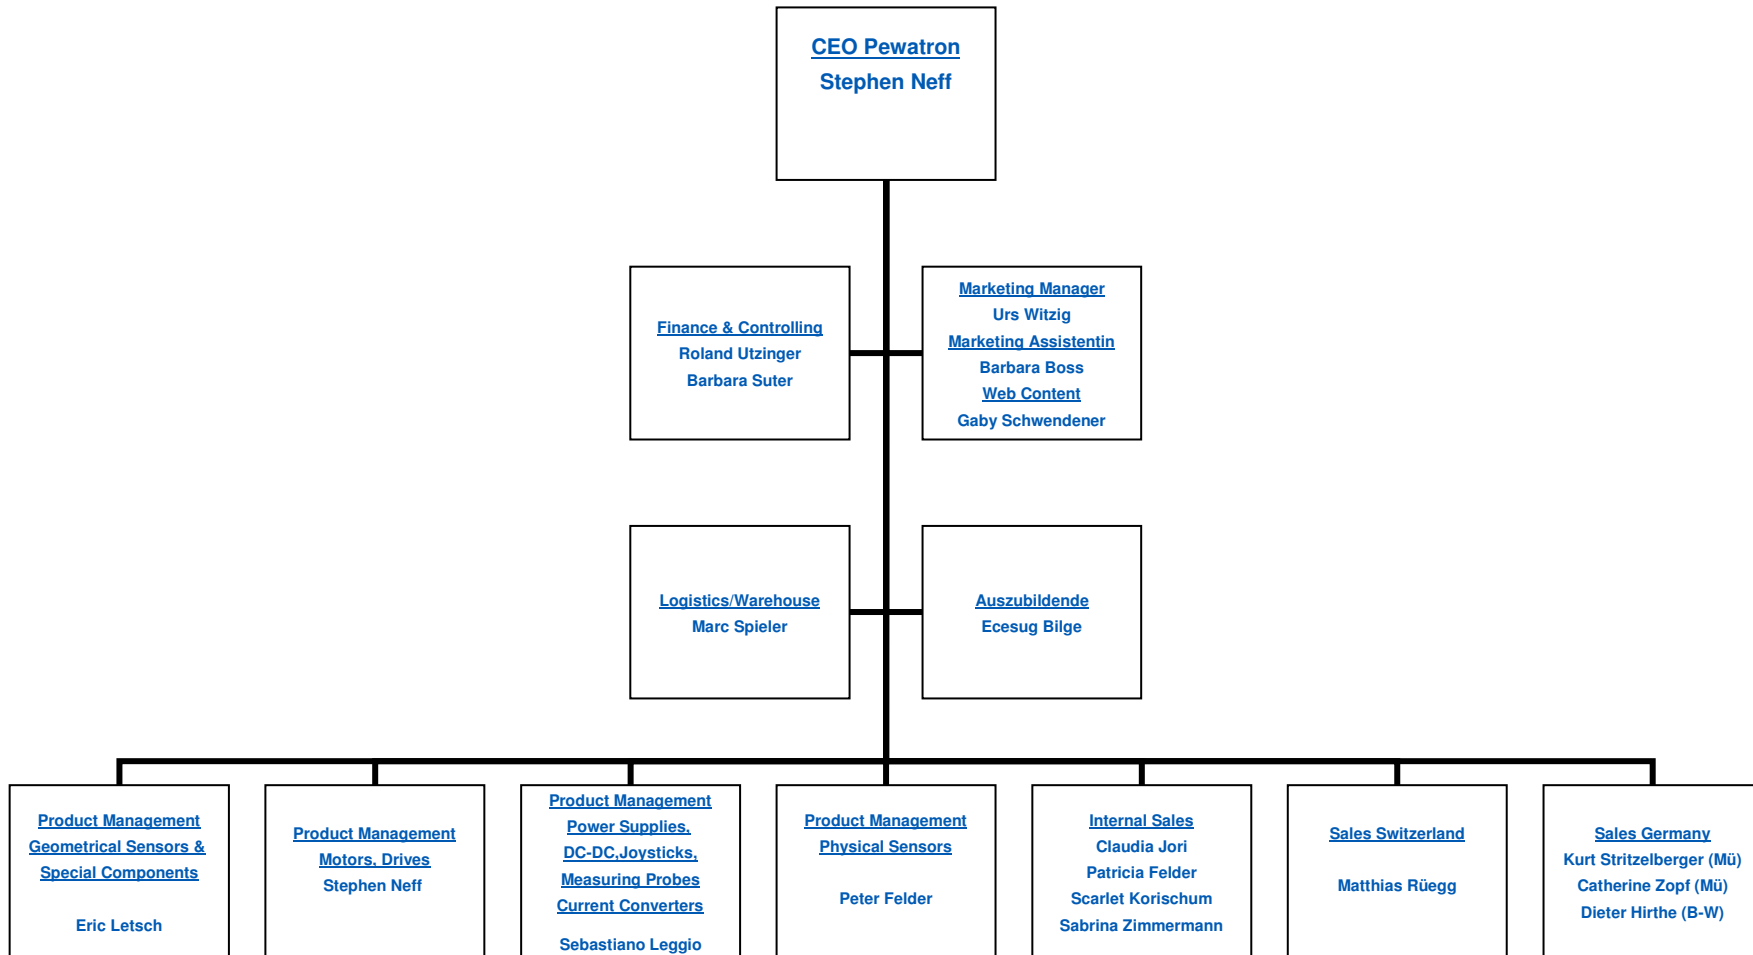 CEO Pewatron
Stephen Neff
Finance & Controlling
Roland Utzinger
Barbara Suter
Marketing Manager
Urs Witzig
Marketing Assistentin
Barbara Boss
Web Content
Gaby Schwendener
Logistics/Warehouse
Marc Spieler
Auszubildende
Ecesug Bilge
Product Management
Geometrical Sensors &
Special Components
Eric Letsch
Product Management
Motors, Drives
Stephen Neff
Product Management
Power Supplies,
DC-DC,Joysticks,
Measuring Probes
Current Converters
Sebastiano Leggio
Product Management
Physical Sensors
Peter Felder
Internal Sales
Claudia Jori
Patricia Felder
Scarlet Korischum
Sabrina Zimmermann
Sales Switzerland
Matthias Rüegg
Sales Germany
Kurt Stritzelberger (Mü)
Catherine Zopf (Mü)
Dieter Hirthe (B-W)